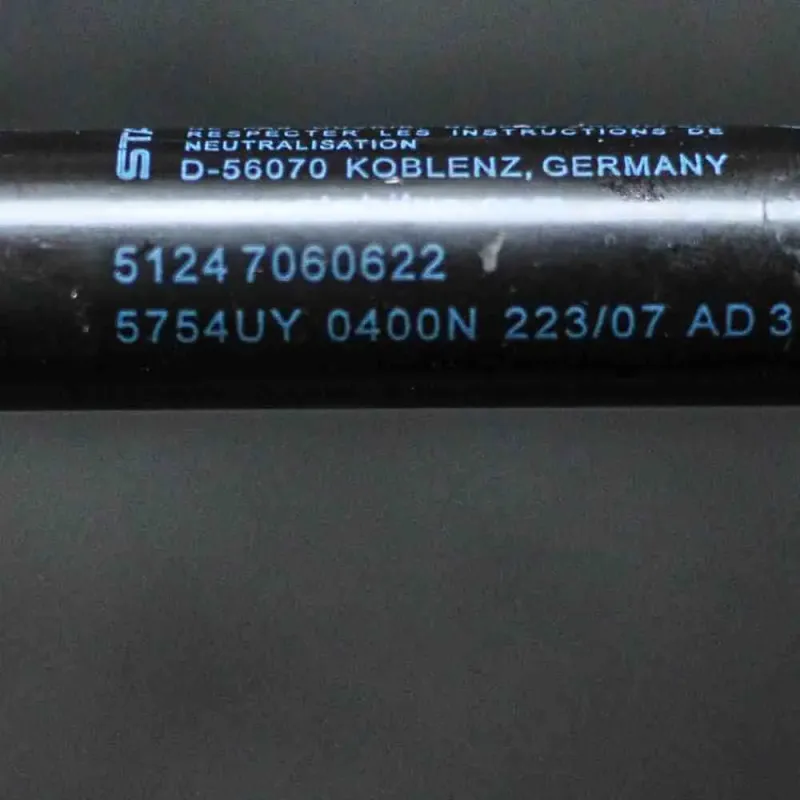 RESPECTER LES INSTRUCTIONS DE
NEUTRALISATION
D-56070 KOBLENZ, GERMANY
5124 7060622
5754UY 0400N 223/07 AD 3